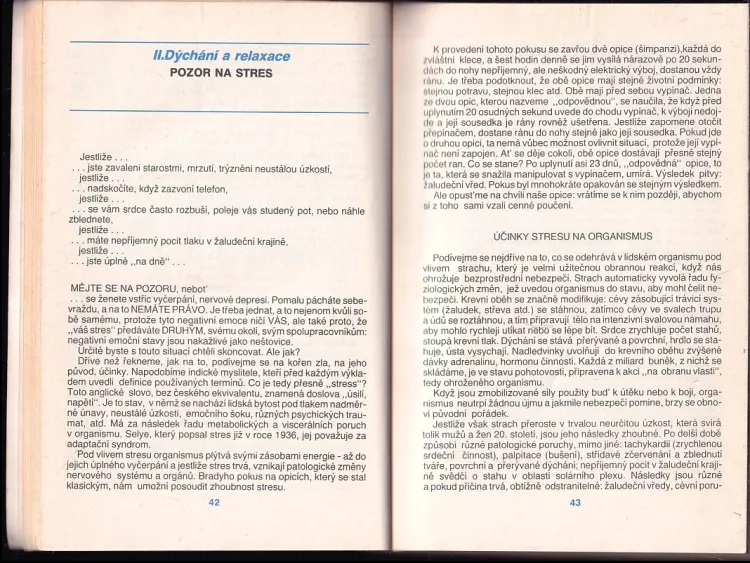 II.Dýchání a relaxace
POZOR NA STRES
Jestliže . . .
. . . jste zavaleni starostmi, mrzutí, trýzněni neustálou úzkostí,
jestliže . . .
. . . nadskočíte, když zazvoní telefon,
jestliže . . .
. . . se vám srdce často rozbuší, poleje vás studený pot, nebo náhle
zblednete,
jestliže . . .
. . . máte nepříjemný pocit tlaku v žaludeční krajině,
jestliže . . .
. . . jste úplně ,,na dně" . . .
MĚJTE SE NA POZORU, neboť
. . . se ženete vstříc vyčerpání, nervové depresi. Pomalu pácháte sebe-
vraždu, a na to NEMÁTE PRÁVO. Je třeba jednat, a to nejenom kvůli so-
bě samému, protože tyto negativní emoce ničí VÁS, ale také proto, že
,,váš stres" předáváte DRUHÝM, svému okolí, svým spolupracovníkům:
negativní emoční stavy jsou nakažlivé jako neštovice.
Určitě byste s touto situací chtěli skoncovat. Ale jak?
Dříve než řekneme, jak na to, podívejme se na kořen zla, na jeho
původ, účinky. Napodobíme indické myslitele, kteří před každým výkla-
dem uvedli definice používaných termínů. Co je tedy přesně ,,stress"?
Toto anglické slovo, bez českého ekvivalentu, znamená doslova ,,úsilí,
napětí". Je to stav, v němž se nachází lidská bytost pod tlakem nadměr-
né únavy, neustálé úzkosti, emočního šoku, různých psychických trau-
mat, atd. Má za následek řadu metabolických a viscerálních poruch
v organismu. Selye, který popsal stres již v roce 1936, jej považuje za
adaptační syndrom.
Pod vlivem stresu organismus plýtvá svými zásobami energie - až do
jejich úplného vyčerpání a jestliže stres trvá, vznikají patologické změny
nervového systému a orgánů. Bradyho pokus na opicích, který se stal
klasickým, nám umožní posoudit zhoubnost stresu.
42
K provedení tohoto pokusu se zavřou dvě opice (šimpanzi),každá do
zvláštní klece, a šest hodin denně se jim vysílá nárazově po 20 sekun-
dách do nohy nepříjemný, ale neškodný elektrický výboj, dostanou vždy
ránu. Je třeba podotknout, že obě opice mají stejné životní podmínky:
stejnou potravu, stejnou klec atd. Obě mají před sebou vypínač. Jedna
ze dvou opic, kterou nazveme ,,odpovědnou", se naučila, že když před
uplynutím 20 osudných sekund uvede do chodu vypínač, k výboji nedoj-
de a její sousedka je rány rovněž ušetřena. Jestliže zapomene otočit
přepínačem, dostane ránu do nohy stejně jako její sousedka. Pokud jde
o druhou opici, ta nemá vůbec možnost ovlivnit situaci, protože její vypí-
nač není zapojen. Ať se děje cokoli, obě opice dostávají přesně stejný
počet ran. Co se stane? Po uplynutí asi 23 dnů, ,,odpovědná" opice, to
je ta, která se snažila manipulovat s vypínačem, umírá. Výsledek pitvy:
žaludeční vřed. Pokus byl mnohokráte opakován se stejným výsledkem.
Ale opusťme na chvíli naše opice: vrátíme se k nim později, abychom
si z toho sami vzali cenné poučení.
ÚČINKY STRESU NA ORGANISMUS
Podívejme se nejdříve na to, co se odehrává v lidském organismu pod
vlivem strachu, který je velmi užitečnou obrannou reakcí, když nás
ohrožuje bezprostřední nebezpečí. Strach automaticky vyvolá řadu fy-
ziologických změn, jež uvedou organismus do stavu, aby mohl čelit ne-
bezpečí. Krevní oběh se značně modifikuje: cévy zásobující trávicí sys-
tém (žaludek, střeva atd.) se stáhnou, zatímco cévy ve svalech trupu
a údů se roztáhnou, a tím připravují tělo na intenzivní svalovou námahu,
aby mohlo rychleji utíkat nebo se lépe bít. Srdce zrychluje počet stahů,
stoupá krevní tlak. Dýchání se stává přerývané a povrchní, hrdlo se sta-
huje, ústa vysychají. Nadledvinky uvolňují do krevního oběhu zvýšené
dávky adrenalinu, hormonu činnosti. Každá z miliard buněk, z nichž se
skládáme, je ve stavu pohotovosti, připravena k akci ,,na obranu vlasti",
tedy ohroženého organismu.
Když jsou zmobilizované síly použity buď k útěku nebo k boji, orga-
nismus neutrpí žádnou újmu a jakmile nebezpečí pomine, brzy se obno-
ví původní pořádek.
Jestliže však strach přeroste v trvalou neurčitou úzkost, která svírá
tolik mužů a žen 20. století, jsou jeho následky zhoubné. Po delší době
způsobí různé patologické poruchy, mimo jiné: tachykardii (zrychlenou
srdeční činnost), palpitace (bušení), střídavé zčervenání a zblednutí
tváře, povrchní a přerývané dýchání; nepříjemný pocit v žaludeční kraji-
ně svědčí o stahu v oblasti solárního plexu. Následky jsou různé
a pokud příčina trvá, obtížně odstranitelné: žaludeční vředy, cévní poru-
43